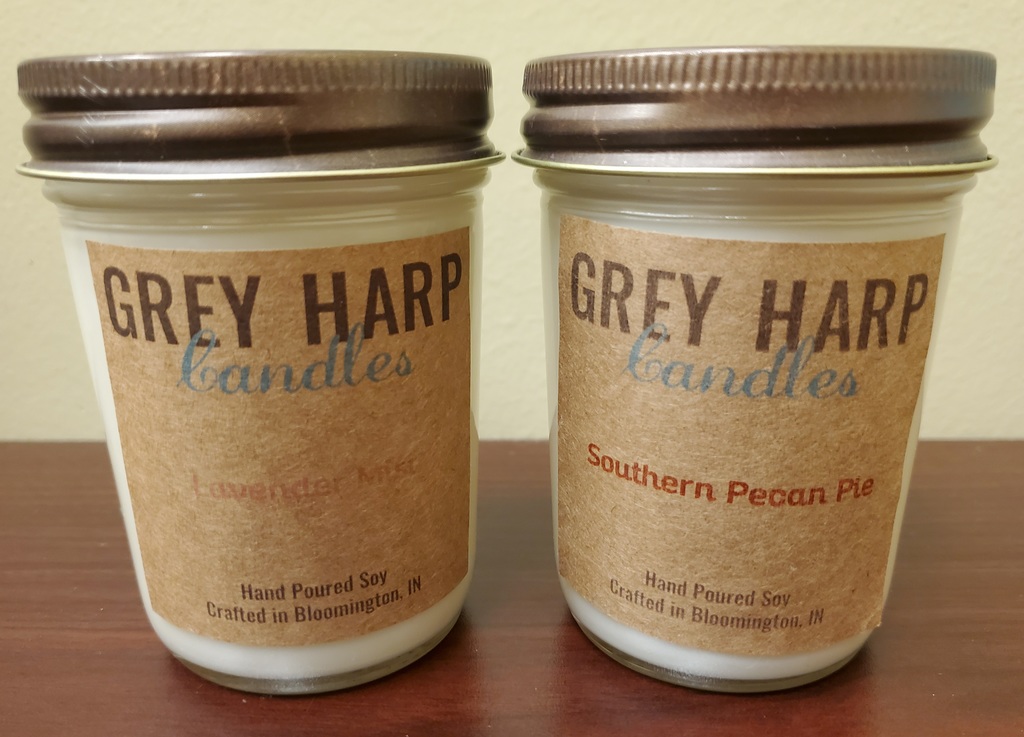 GREY HARP
Candles
Lavender Mist
Hand Poured Soy
Crafted in Bloomington, IN
GREY HARP
Candles
Southern Pecan Pie
Hand Poured Soy
Crafted in Bloomington, IN